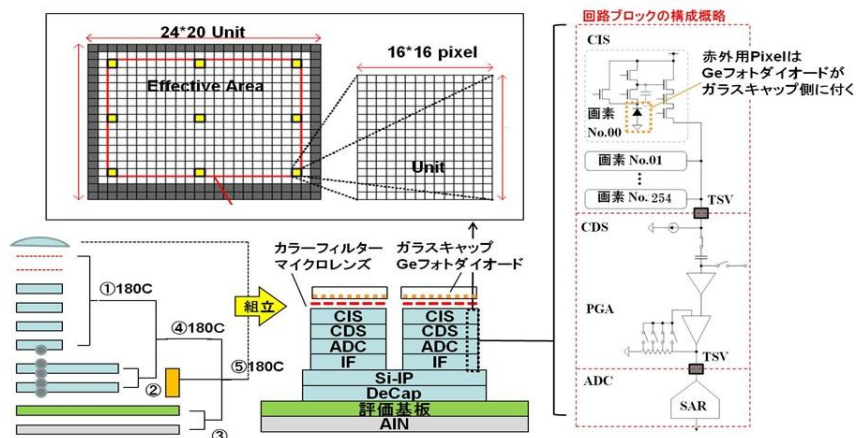 24*20 Unit
Effective Area
16*16 pixel
Unit
①180C
④180C
⑤180C
②
③
組立
カラーフィルター
マイクロレンズ
ガラスキャップ
Geフォトダイオード
CIS
CDS
ADC
IF
CIS
CDS
ADC
IF
Si-IP
DeCap
評価基板
AlN
回路ブロックの構成概略
CIS
赤外用Pixelは
Geフォトダイオードが
ガラスキャップ側に付く
画素
No.00
画素 No.01
画素 No. 254
TSV
CDS
PGA
TSV
ADC
SAR